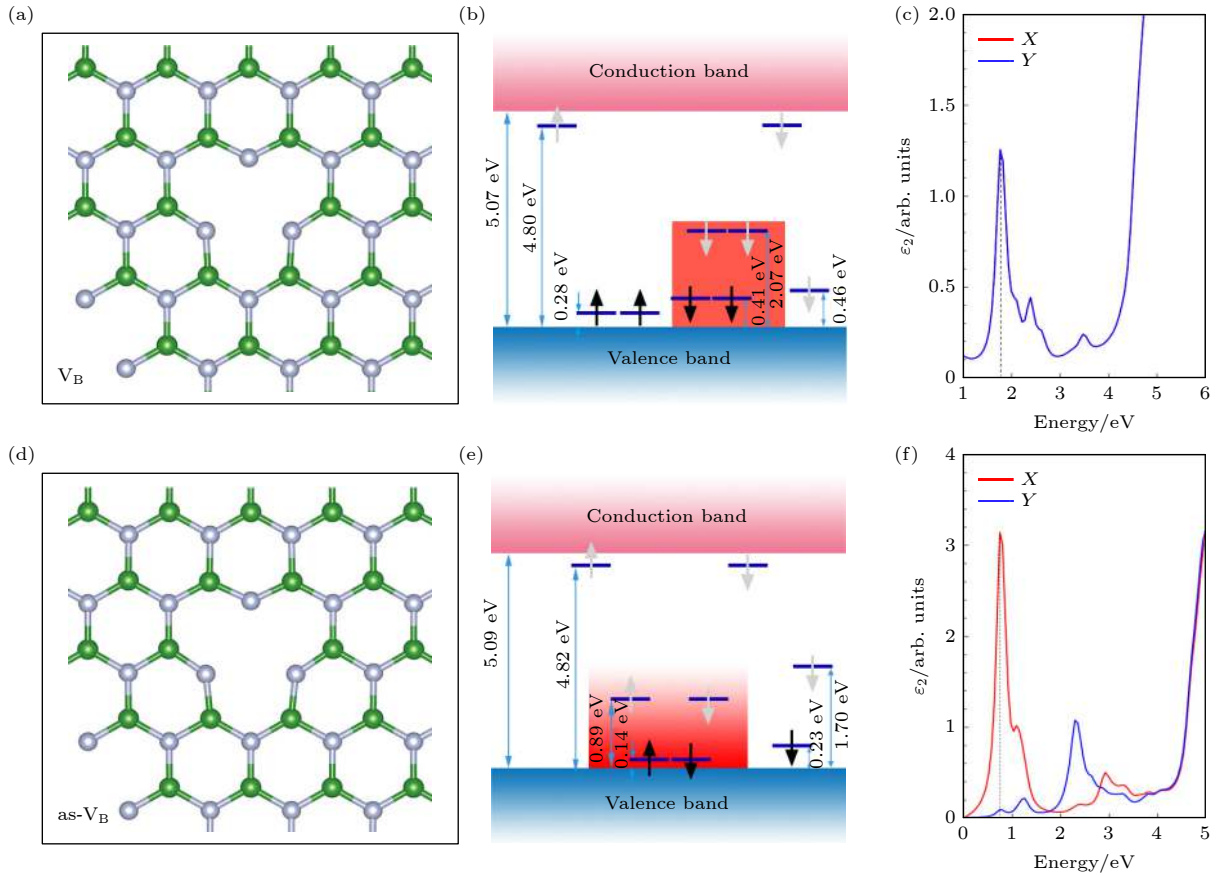 (a)
V_B
(b)
Conduction band
5.07 eV
4.80 eV
0.28 eV
0.41 eV
2.07 eV
0.46 eV
Valence band
(c)
2.0
1.5
1.0
0.5
0
ε₂/arb. units
X
Y
1 2 3 4 5 6
Energy/eV
(d)
as-V_B
(e)
Conduction band
5.09 eV
4.82 eV
0.89 eV
0.14 eV
0.23 eV
1.70 eV
Valence band
(f)
4
3
2
1
0
ε₂/arb. units
X
Y
0 1 2 3 4 5
Energy/eV